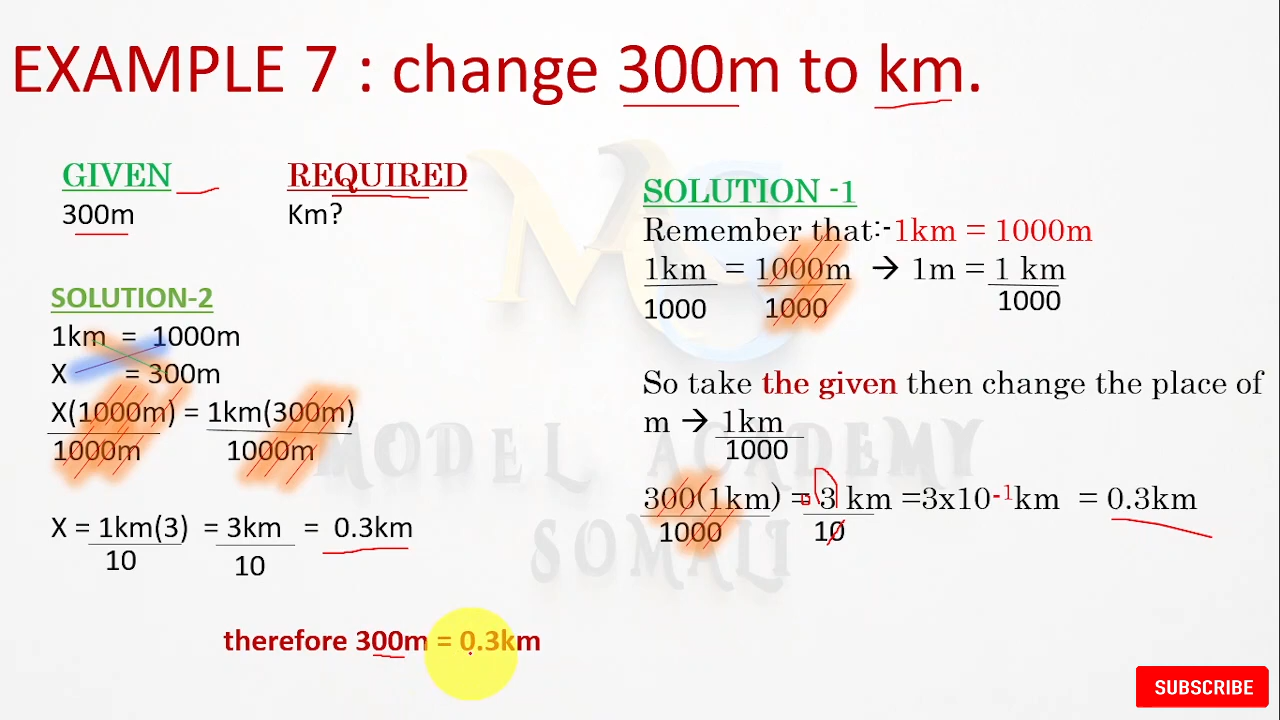 EXAMPLE 7 : change 300m to km.
GIVEN
300m
REQUIRED
Km?
SOLUTION-2
1km = 1000m
X = 300m
X(1000m) = 1km(300m)
1000m 1000m
X = 1km(3) = 3km = 0.3km
10 10
therefore 300m = 0.3km
SOLUTION -1
Remember that:-1km = 1000m
1km = 1000m → 1m = 1 km
1000 1000 1000
So take the given then change the place of
m → 1km
1000
300(1km) = 3 km =3x10-1km = 0.3km
1000 10
MODEL ACADEMY
SOMALI
SUBSCRIBE